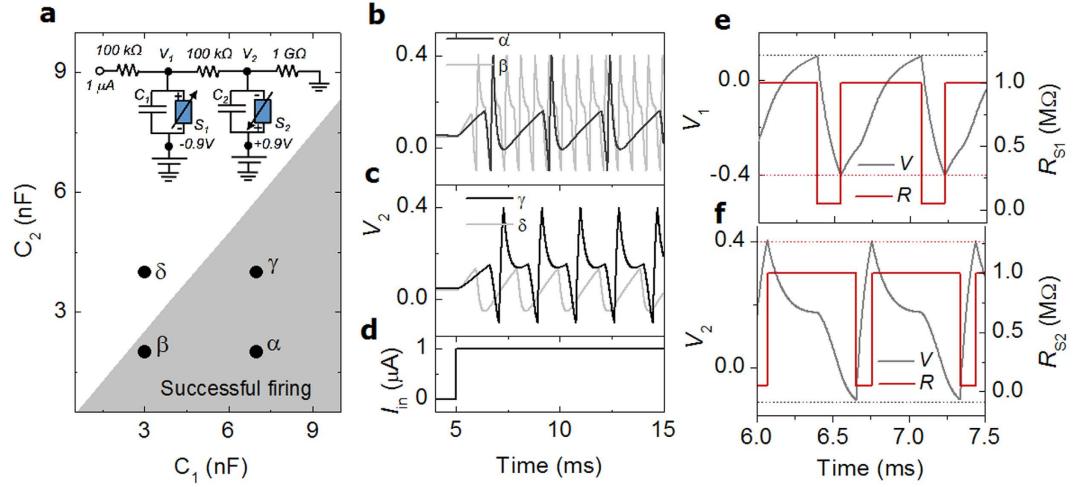 a
C₂ (nF)
9
6
3
100 kΩ
V₁
100 kΩ
V₂
1 GΩ
1 μA
C₁
+
-
S₁
-0.9V
C₂
-
+
S₂
+0.9V
δ
γ
β
α
Successful firing
3
6
9
C₁ (nF)
b
α
β
0.4
0.0
c
V₂
γ
δ
0.4
0.0
d
I_in (μA)
1
0
5
10
15
Time (ms)
e
V₁
0.0
-0.4
V
R
1.0
0.5
0.0
R_S1 (MΩ)
f
V₂
0.4
0.0
V
R
1.0
0.5
0.0
R_S2 (MΩ)
6.0
6.5
7.0
7.5
Time (ms)